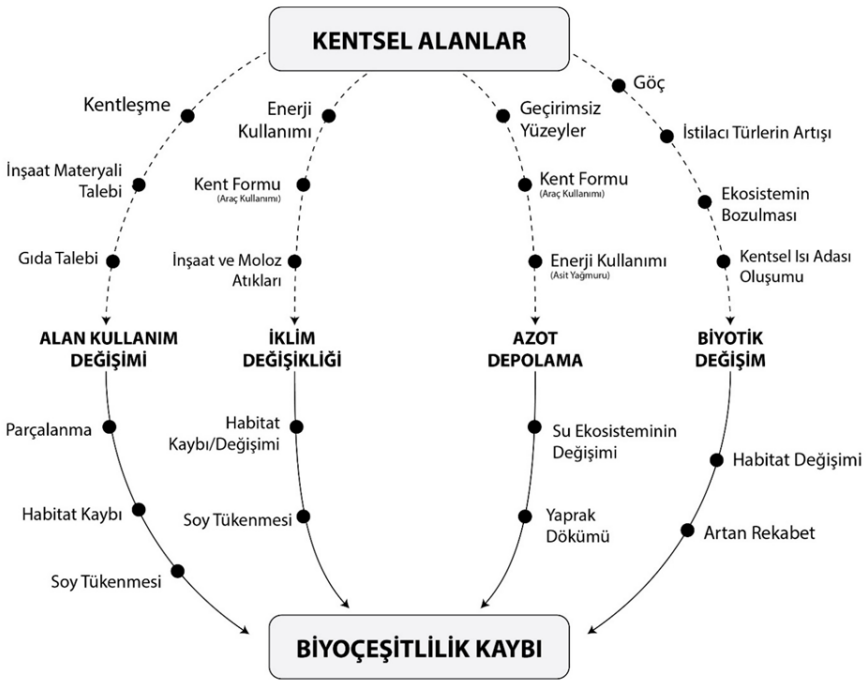 KENTSEL ALANLAR
Kentleşme
İnşaat Materyali
Talebi
Gıda Talebi
ALAN KULLANIM
DEĞİŞİMİ
Parçalanma
Habitat Kaybı
Soy Tükenmesi
Enerji
Kullanımı
Kent Formu
(Araç Kullanımı)
İnşaat ve Moloz
Atıkları
İKLİM
DEĞİŞİKLİĞİ
Habitat
Kaybı/Değişimi
Soy Tükenmesi
Geçirimsiz
Yüzeyler
Kent Formu
(Araç Kullanımı)
Enerji Kullanımı
(Asit Yağmuru)
AZOT
DEPOLAMA
Su Ekosisteminin
Değişimi
Yaprak
Dökümü
Göç
İstilacı Türlerin Artışı
Ekosistemin
Bozulması
Kentsel Isı Adası
Oluşumu
BİYOTİK
DEĞİŞİM
Habitat Değişimi
Artan Rekabet
BİYOÇEŞİTLİLİK KAYBI